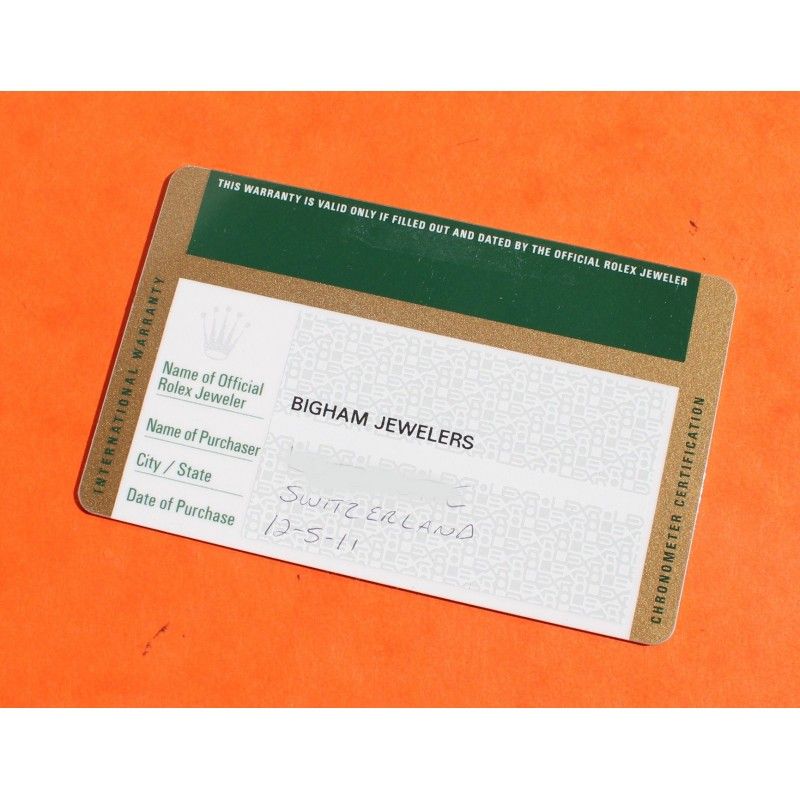 THIS WARRANTY IS VALID ONLY IF FILLED OUT AND DATED BY THE OFFICIAL ROLEX JEWELER
INTERNATIONAL WARRANTY
Name of Official
Rolex Jeweler
BIGHAM JEWELERS
Name of Purchaser
City / State
SWITZERLAND
Date of Purchase
12-5-11
CHRONOMETER CERTIFICATION